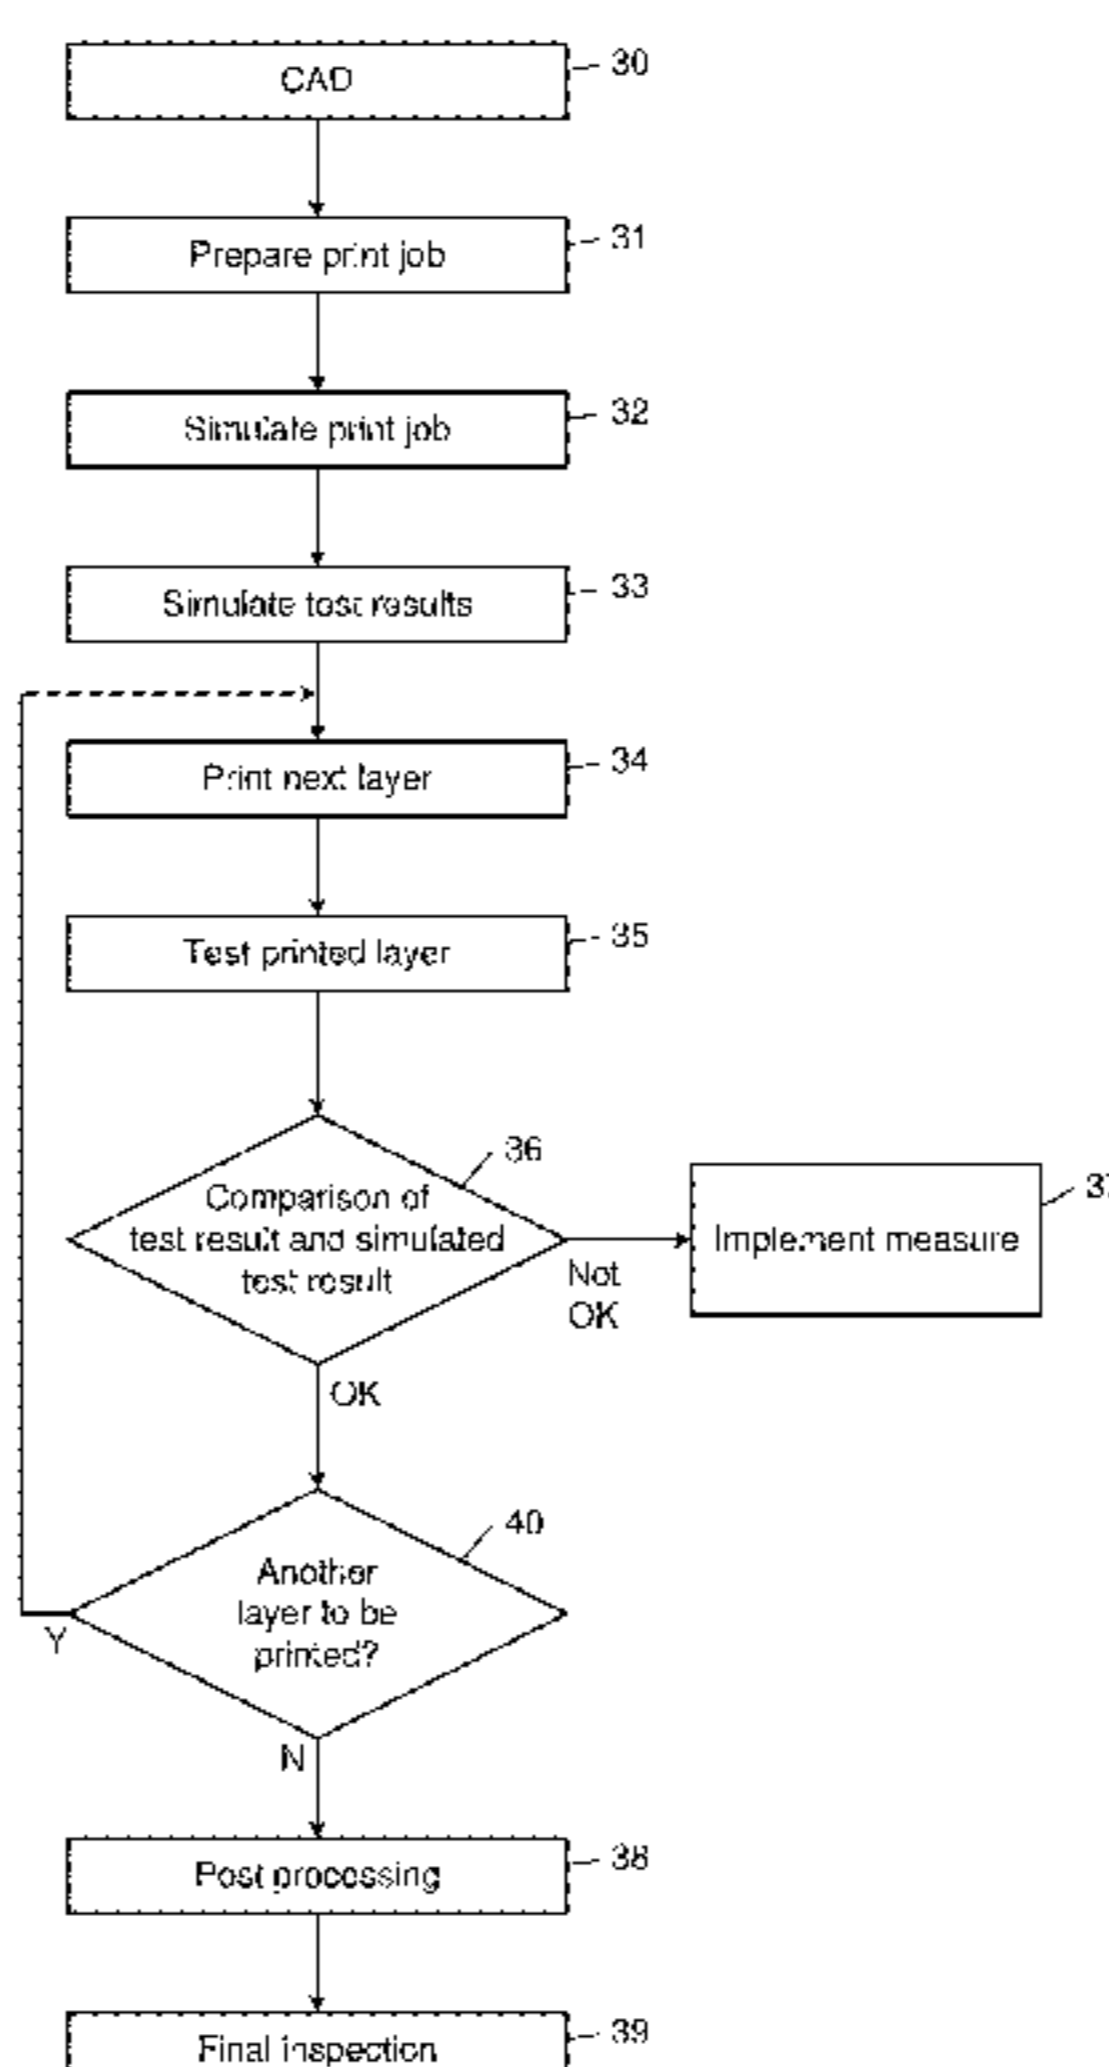 CAD
30
Prepare print job
31
Simulate print job
32
Simulate test results
33
Print next layer
34
Test printed layer
35
36
Comparison of
test result and simulated
test result
Not
OK
Implement measure
OK
40
Another
layer to be
printed?
Y
N
Post processing
38
Final inspection
39